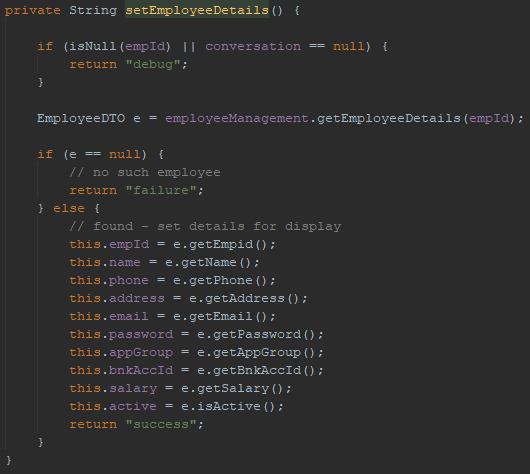 private String setEmployeeDetails() {
if (isNull(empId) || conversation == null) {
return "debug";
}
EmployeeDTO e = employeeManagement.getEmployeeDetails(empId);
if (e == null) {
// no such employee
return "failure";
} else {
// found - set details for display
this.empId = e.getEmpid();
this.name = e.getName();
this.phone = e.getPhone();
this.address = e.getAddress();
this.email = e.getEmail();
this.password = e.getPassword();
this.appGroup = e.getAppGroup();
this.bnkAccId = e.getBnkAccId();
this.salary = e.getSalary();
this.active = e.isActive();
return "success";
}
}